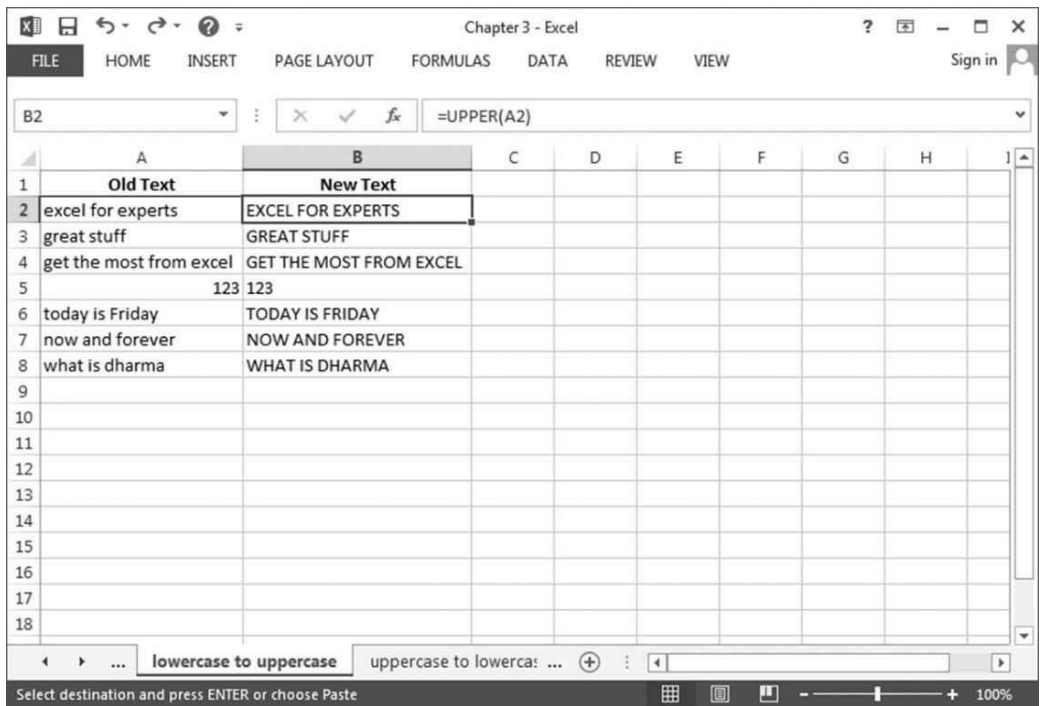 Chapter 3 - Excel
?
FILE HOME INSERT PAGE LAYOUT FORMULAS DATA REVIEW VIEW Sign in
B2 fx =UPPER(A2)
A B C D E F G H I
1 Old Text New Text
2 excel for experts EXCEL FOR EXPERTS
3 great stuff GREAT STUFF
4 get the most from excel GET THE MOST FROM EXCEL
5 123 123
6 today is Friday TODAY IS FRIDAY
7 now and forever NOW AND FOREVER
8 what is dharma WHAT IS DHARMA
9
10
11
12
13
14
15
16
17
18
... lowercase to uppercase uppercase to lowercas ...
Select destination and press ENTER or choose Paste 100%